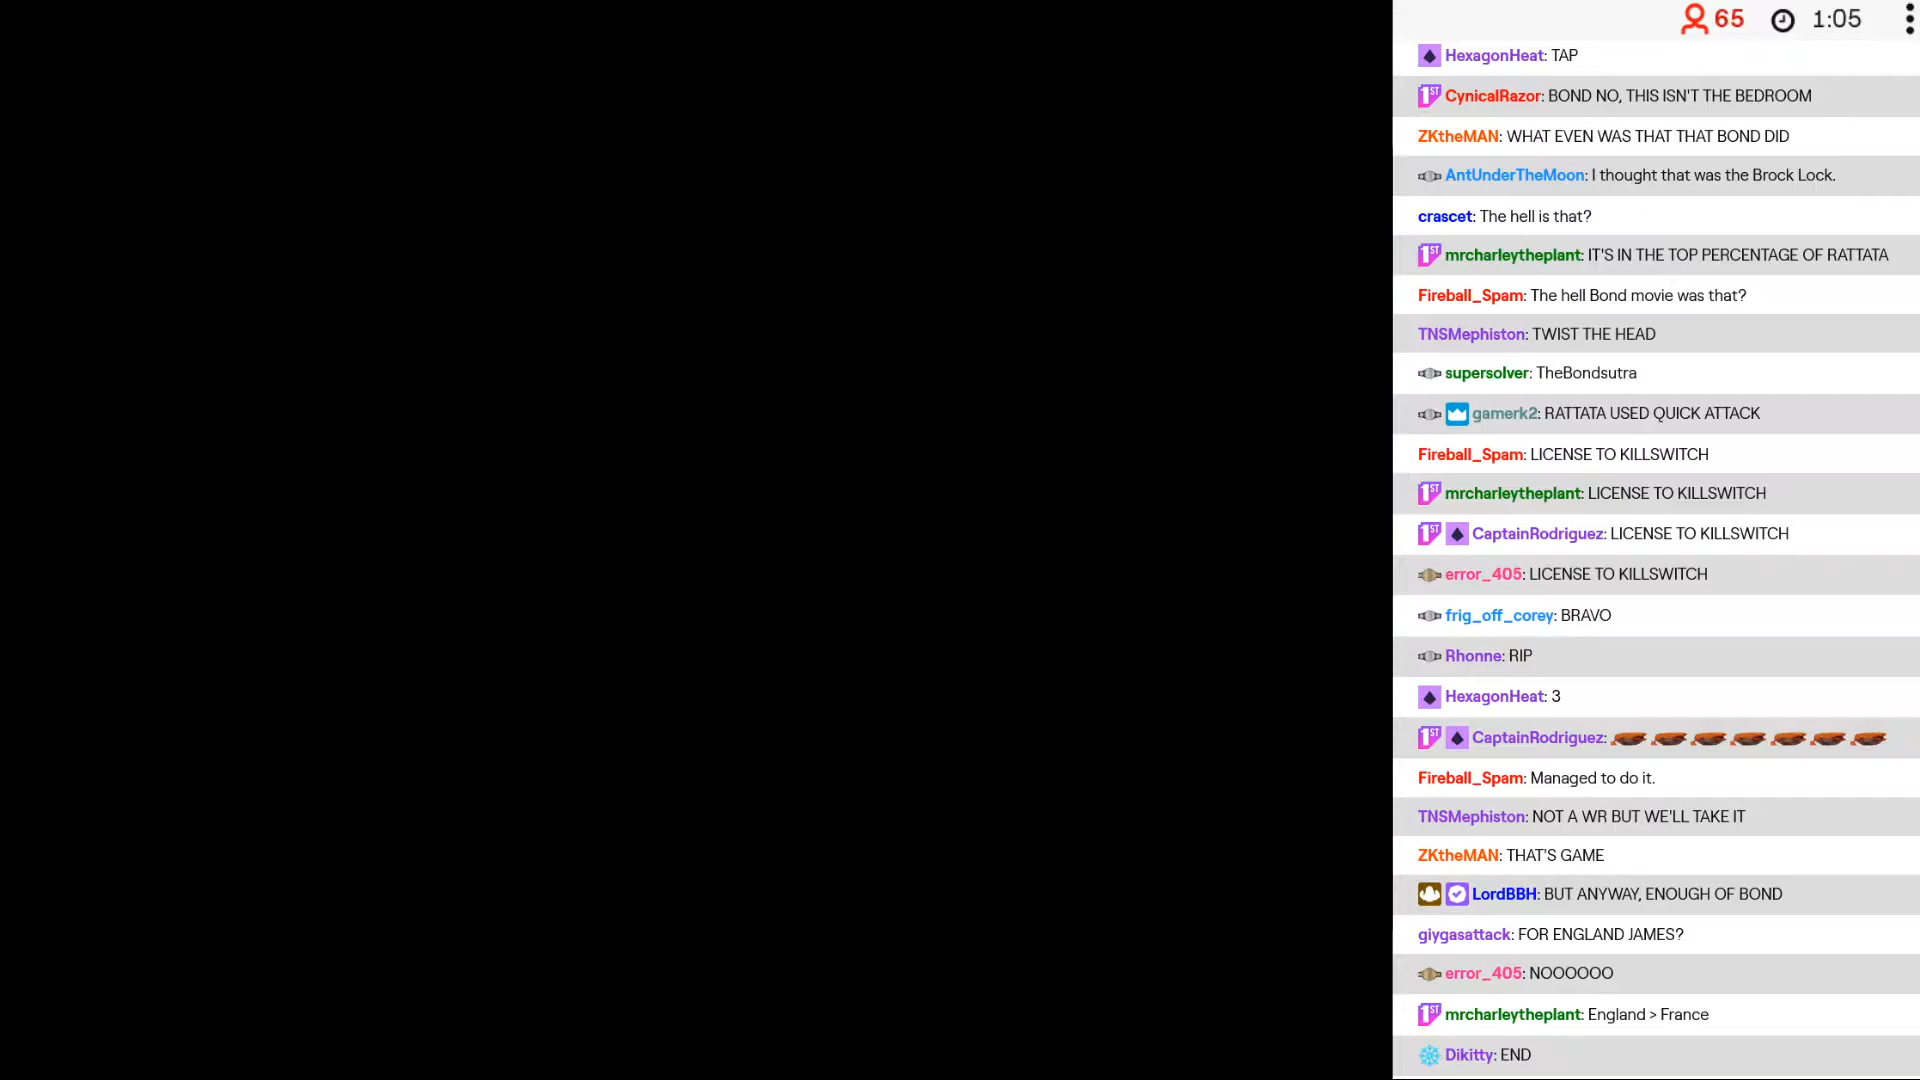 65 1:05
HexagonHeat: TAP
1ST CynicalRazor: BOND NO, THIS ISN'T THE BEDROOM
ZKtheMAN: WHAT EVEN WAS THAT THAT BOND DID
AntUnderTheMoon: I thought that was the Brock Lock.
crascet: The hell is that?
1ST mrcharleytheplant: IT'S IN THE TOP PERCENTAGE OF RATTATA
Fireball_Spam: The hell Bond movie was that?
TNSMephiston: TWIST THE HEAD
supersolver: TheBondsutra
gamerk2: RATTATA USED QUICK ATTACK
Fireball_Spam: LICENSE TO KILLSWITCH
1ST mrcharleytheplant: LICENSE TO KILLSWITCH
1ST CaptainRodriguez: LICENSE TO KILLSWITCH
error_405: LICENSE TO KILLSWITCH
frig_off_corey: BRAVO
Rhonne: RIP
HexagonHeat: 3
1ST CaptainRodriguez:
Fireball_Spam: Managed to do it.
TNSMephiston: NOT A WR BUT WE'LL TAKE IT
ZKtheMAN: THAT'S GAME
LordBBH: BUT ANYWAY, ENOUGH OF BOND
giygasattack: FOR ENGLAND JAMES?
error_405: NOOOOOO
1ST mrcharleytheplant: England > France
Dikitty: END